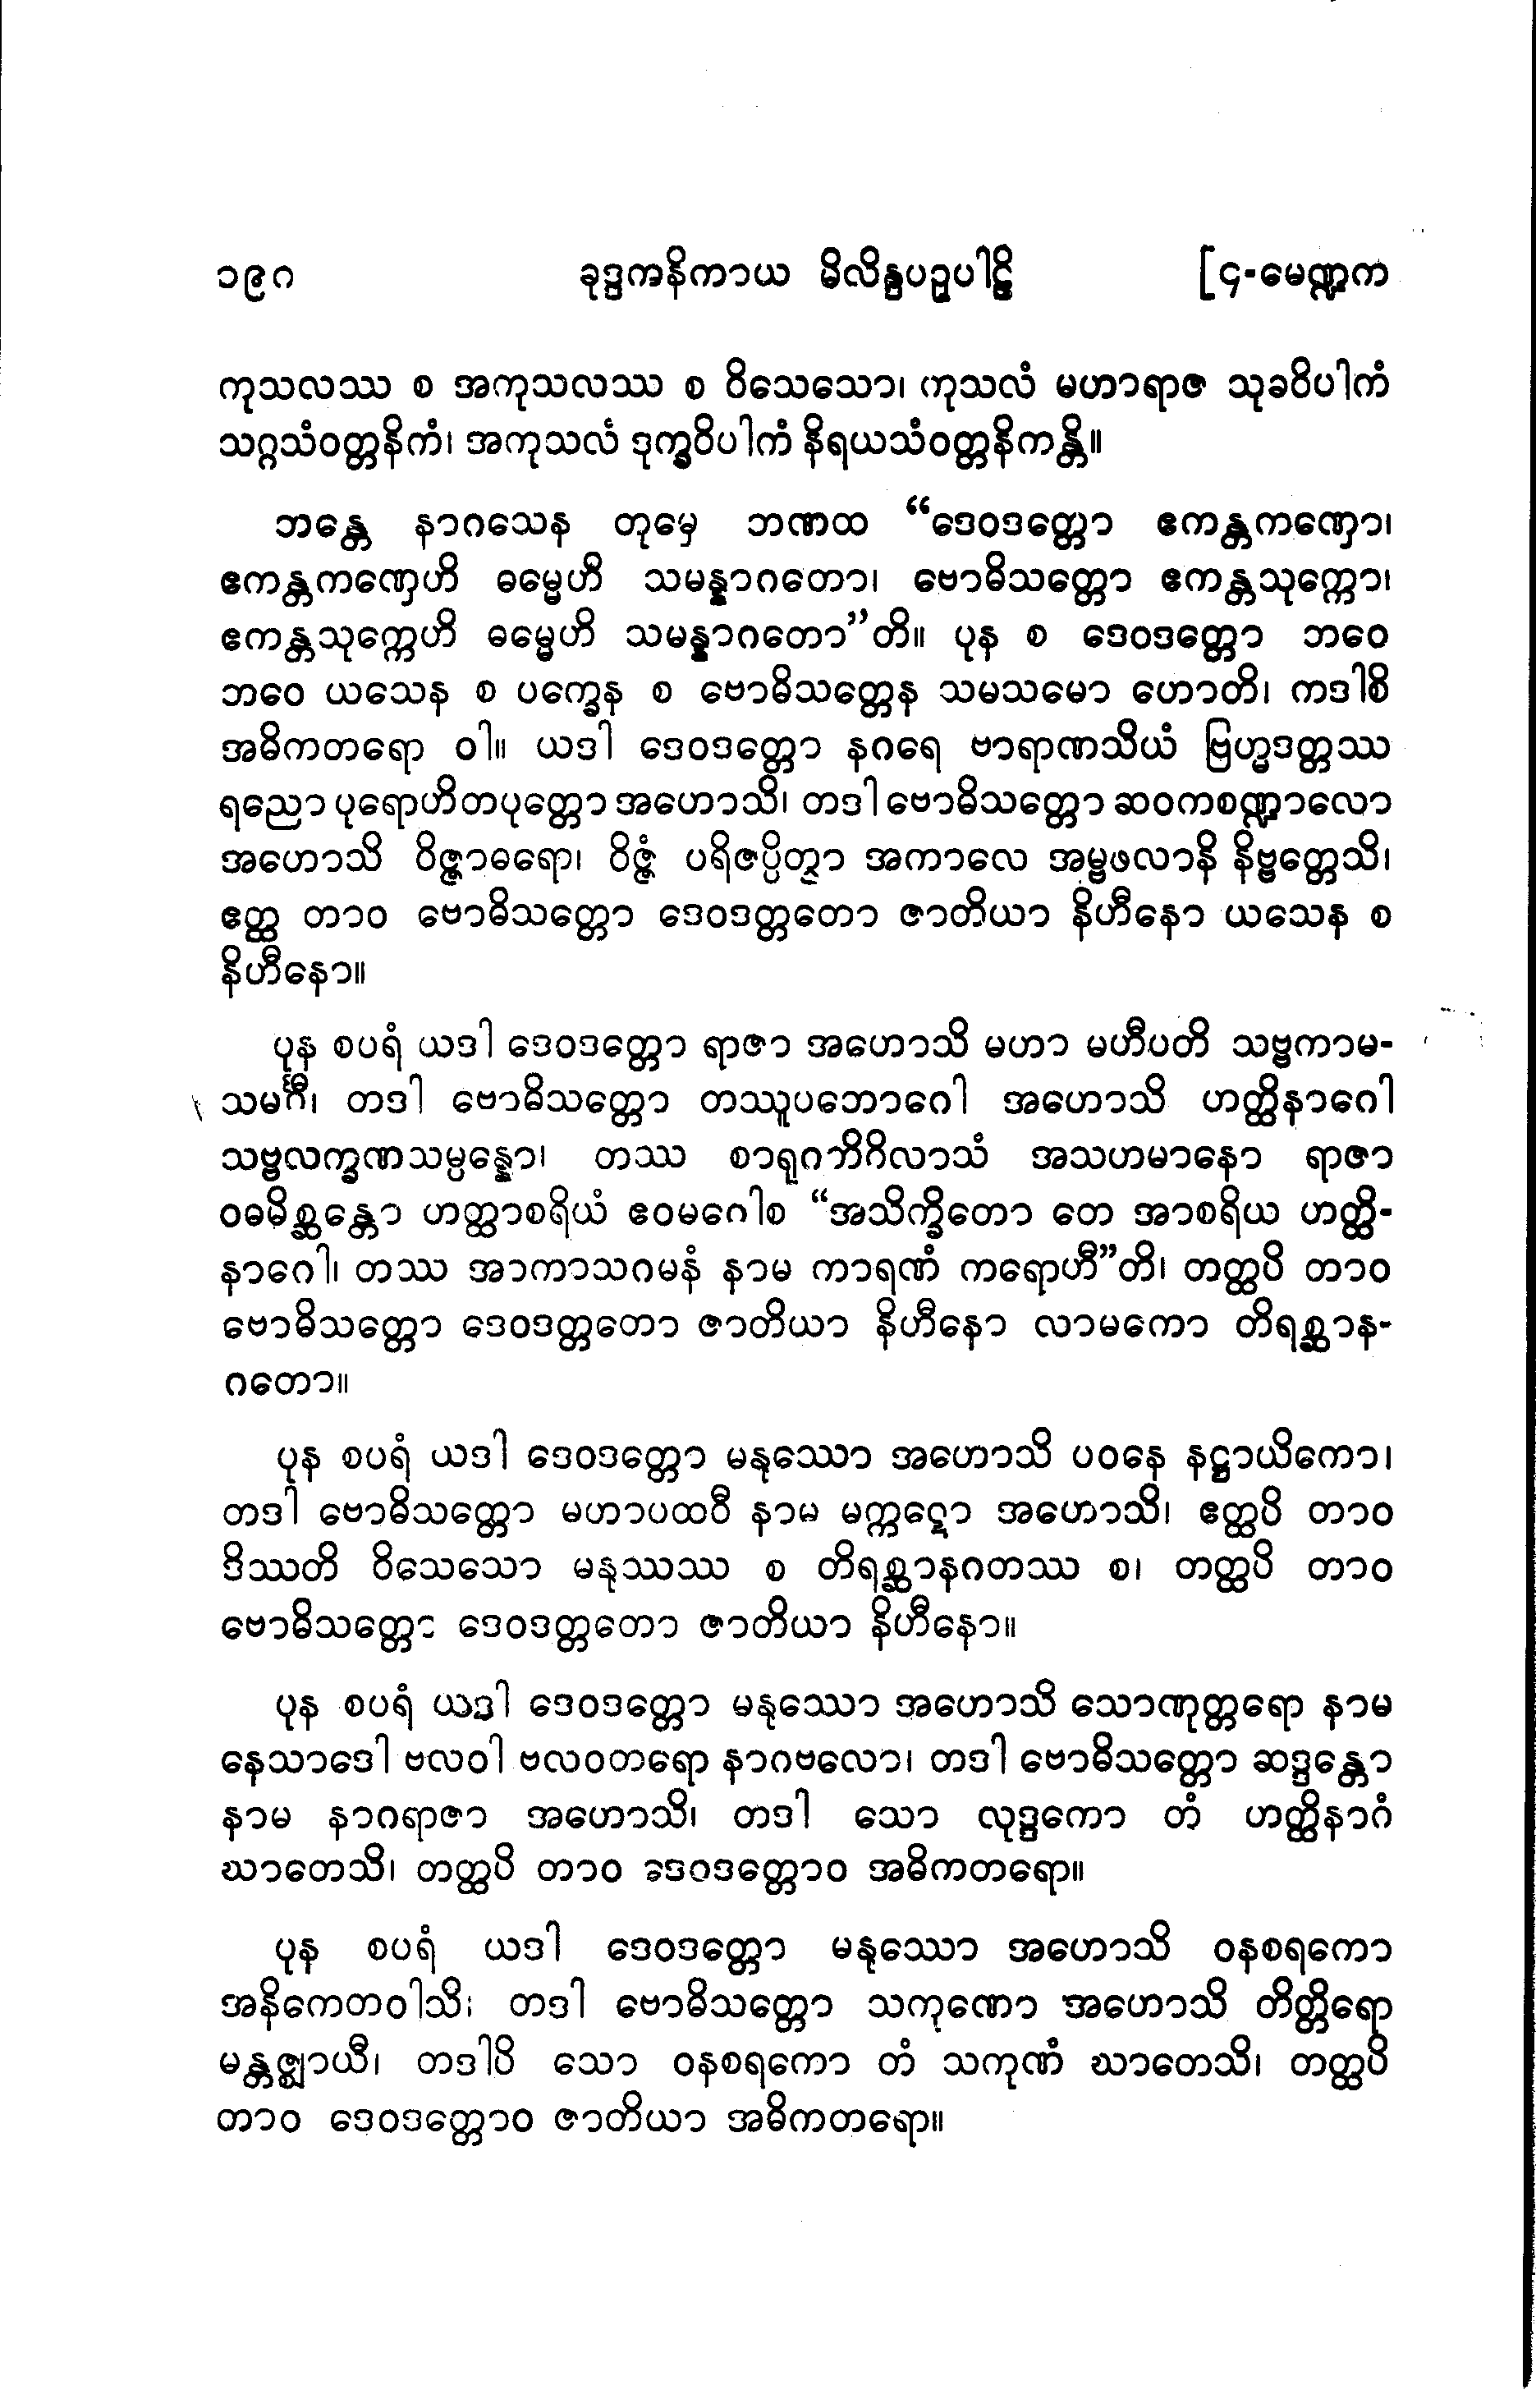 ၁၉၀ ခုဒ္ဒကနိကာယ မိလိန္ဒပဉှပါဠိ [၄-မေဏ္ဍက
ကုသလဿ စ အကုသလဿ စ ဝိသေသော၊ ကုသလံ မဟာရာဇ သုခဝိပါကံ
သဂ္ဂသံဝတ္တနိကံ၊ အကုသလံ ဒုက္ခဝိပါကံ နိရယသံဝတ္တနိကန္တိ။
ဘန္တေ နာဂသေန တုမှေ ဘဏထ “ဒေဝဒတ္တော ဧကန္တကဏှော၊
ဧကန္တကဏှေဟိ ဓမ္မေဟိ သမန္နာဂတော၊ ဗောဓိသတ္တော ဧကန္တသုက္ကော၊
ဧကန္တသုက္ကေဟိ ဓမ္မေဟိ သမန္နာဂတော”တိ။ ပုန စ ဒေဝဒတ္တော ဘဝေ
ဘဝေ ယသေန စ ပက္ခေန စ ဗောဓိသတ္တေန သမသမော ဟောတိ၊ ကဒါစိ
အဓိကတရော ဝါ။ ယဒါ ဒေဝဒတ္တော နဂရေ ဗာရာဏသိယံ ဗြဟ္မဒတ္တဿ
ရညော ပုရောဟိတပုတ္တော အဟောသိ၊ တဒါ ဗောဓိသတ္တော ဆဝကစဏ္ဍာလော
အဟောသိ ဝိဇ္ဇာဓရော၊ ဝိဇ္ဇံ ပရိဇပ္ပိတွာ အကာလေ အမ္ဗဖလာနိ နိဗ္ဗတ္တေသိ၊
ဧတ္ထ တာဝ ဗောဓိသတ္တော ဒေဝဒတ္တတော ဇာတိယာ နိဟီနော ယသေန စ
နိဟီနော။
ပုန စပရံ ယဒါ ဒေဝဒတ္တော ရာဇာ အဟောသိ မဟာ မဟီပတိ သဗ္ဗကာမ-
သမင်္ဂီ၊ တဒါ ဗောဓိသတ္တော တဿူပဘောဂေါ အဟောသိ ဟတ္ထိနာဂေါ
သဗ္ဗလက္ခဏသမ္ပန္နော၊ တဿ စာရုဂတိဂိလာသံ အသဟမာနော ရာဇာ
ဝဓမိစ္ဆန္တော ဟတ္ထာစရိယံ ဧဝမဂေါစ “အသိက္ခိတော တေ အာစရိယ ဟတ္ထိ-
နာဂေါ၊ တဿ အာကာသဂမနံ နာမ ကာရဏံ ကရောဟီ”တိ၊ တတ္ထပိ တာဝ
ဗောဓိသတ္တော ဒေဝဒတ္တတော ဇာတိယာ နိဟီနော လာမကော တိရစ္ဆာန-
ဂတော။
ပုန စပရံ ယဒါ ဒေဝဒတ္တော မနုဿော အဟောသိ ပဝနေ နဋ္ဌာယိကော၊
တဒါ ဗောဓိသတ္တော မဟာပထဝီ နာမ မက္ကဋော အဟောသိ၊ ဧတ္ထပိ တာဝ
ဒိဿတိ ဝိသေသော မနုဿဿ စ တိရစ္ဆာနဂတဿ စ၊ တတ္ထပိ တာဝ
ဗောဓိသတ္တော ဒေဝဒတ္တတော ဇာတိယာ နိဟီနော။
ပုန စပရံ ယဒါ ဒေဝဒတ္တော မနုဿော အဟောသိ သောဏုတ္တရော နာမ
နေသာဒေါ ဗလဝါ ဗလဝတရော နာဂဗလော၊ တဒါ ဗောဓိသတ္တော ဆဒ္ဒန္တော
နာမ နာဂရာဇာ အဟောသိ၊ တဒါ သော လုဒ္ဒကော တံ ဟတ္ထိနာဂံ
ဃာတေသိ၊ တတ္ထပိ တာဝ ဒေဝဒတ္တောဝ အဓိကတရော။
ပုန စပရံ ယဒါ ဒေဝဒတ္တော မနုဿော အဟောသိ ဝနစရကော
အနိကေတဝါသိ၊ တဒါ ဗောဓိသတ္တော သကုဏော အဟောသိ တိတ္တိရော
မန္တဇ္ဈာယီ၊ တဒါပိ သော ဝနစရကော တံ သကုဏံ ဃာတေသိ၊ တတ္ထပိ
တာဝ ဒေဝဒတ္တောဝ ဇာတိယာ အဓိကတရော။